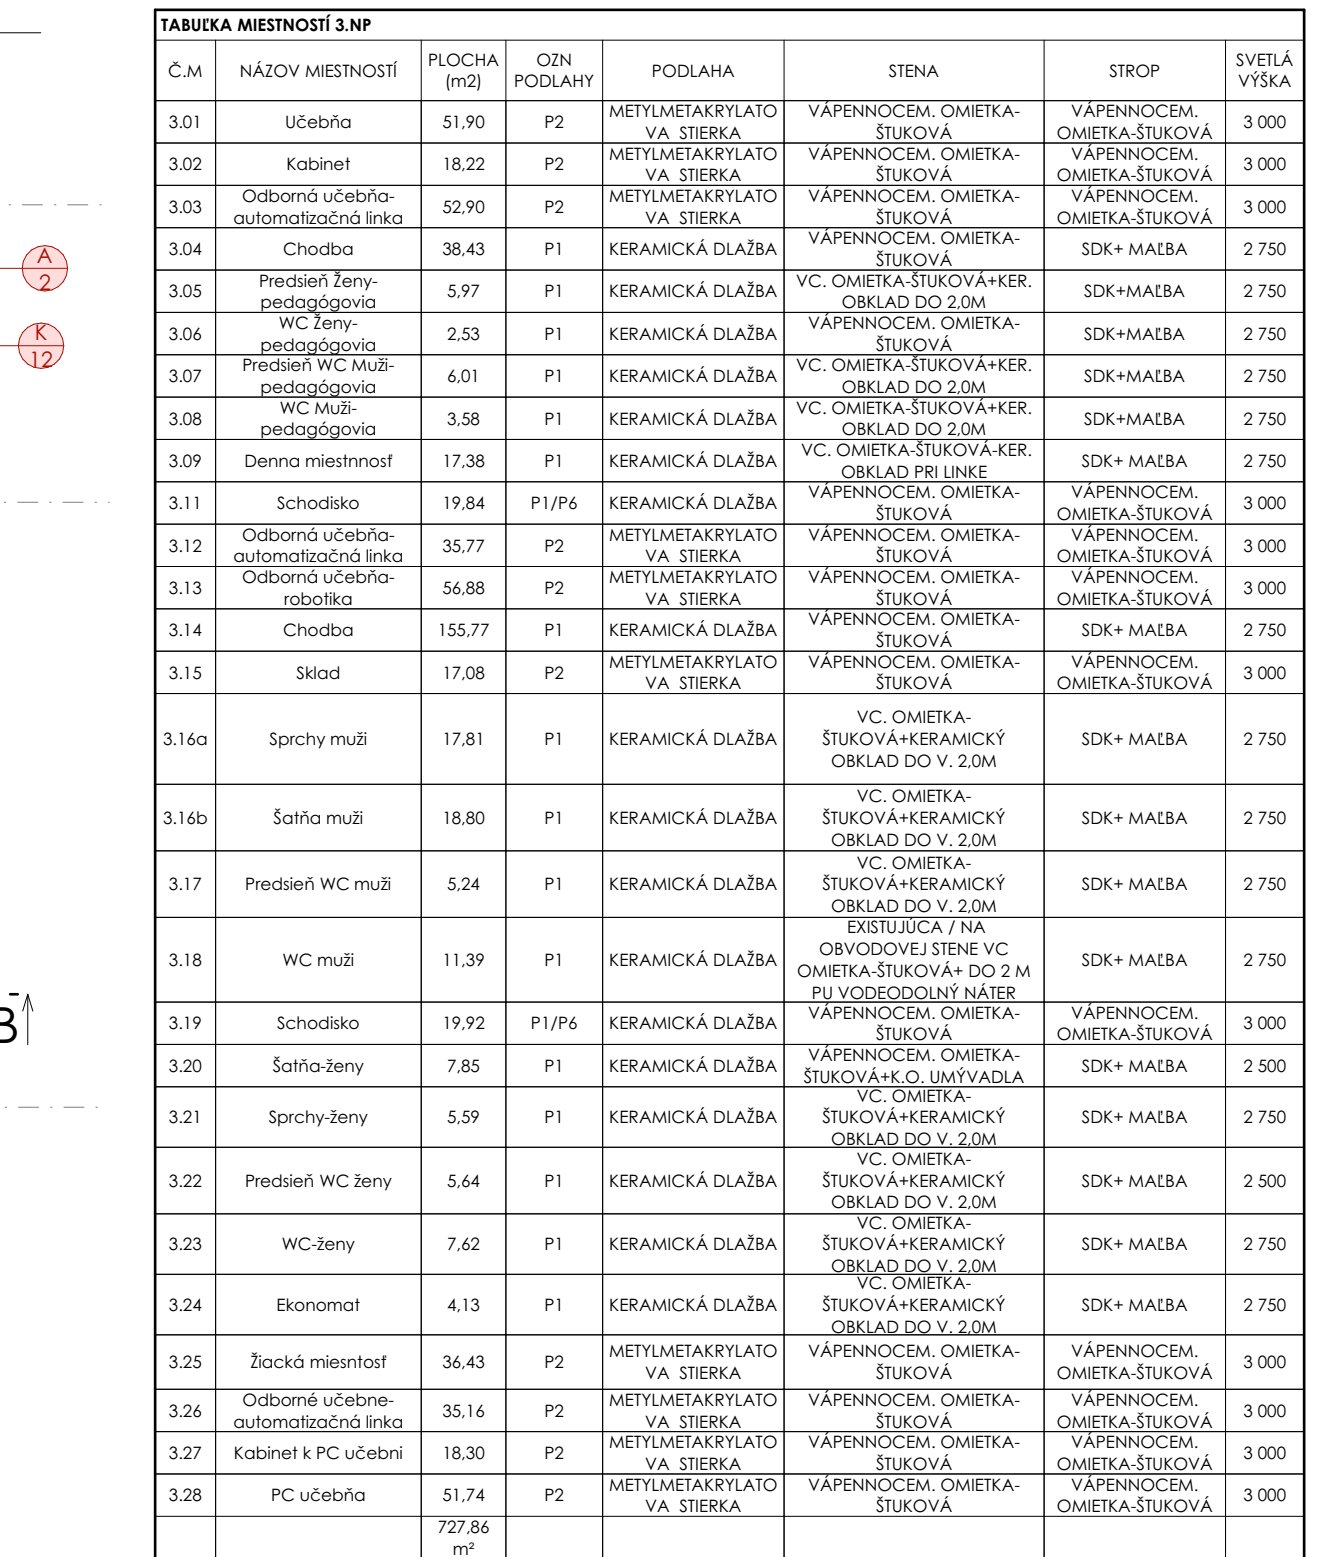 TABUĽKA MIESTNOSTÍ 3.NP
Č.M NÁZOV MIESTNOSTÍ PLOCHA (m2) OZN PODLAHY PODLAHA STENA STROP SVETLÁ VÝŠKA
3.01 Učebňa 51,90 P2 METYLMETAKRYLATO VA STIERKA VÁPENNOCEM. OMIETKA-ŠTUKOVÁ VÁPENNOCEM. OMIETKA-ŠTUKOVÁ 3 000
3.02 Kabinet 18,22 P2 METYLMETAKRYLATO VA STIERKA VÁPENNOCEM. OMIETKA-ŠTUKOVÁ VÁPENNOCEM. OMIETKA-ŠTUKOVÁ 3 000
3.03 Odborná učebňa-automatizačná linka 52,90 P2 METYLMETAKRYLATO VA STIERKA VÁPENNOCEM. OMIETKA-ŠTUKOVÁ VÁPENNOCEM. OMIETKA-ŠTUKOVÁ 3 000
3.04 Chodba 38,43 P1 KERAMICKÁ DLAŽBA VÁPENNOCEM. OMIETKA-ŠTUKOVÁ SDK+ MAĽBA 2 750
3.05 Predsieň Ženy-pedagógovia 5,97 P1 KERAMICKÁ DLAŽBA VC. OMIETKA-ŠTUKOVÁ+KER. OBKLAD DO 2,0M SDK+MAĽBA 2 750
3.06 WC Ženy-pedagógovia 2,53 P1 KERAMICKÁ DLAŽBA VÁPENNOCEM. OMIETKA-ŠTUKOVÁ SDK+MAĽBA 2 750
3.07 Predsieň WC Muži-pedagógovia 6,01 P1 KERAMICKÁ DLAŽBA VC. OMIETKA-ŠTUKOVÁ+KER. OBKLAD DO 2,0M SDK+MAĽBA 2 750
3.08 WC Muži-pedagógovia 3,58 P1 KERAMICKÁ DLAŽBA VC. OMIETKA-ŠTUKOVÁ+KER. OBKLAD DO 2,0M SDK+MAĽBA 2 750
3.09 Denna miestnnosť 17,38 P1 KERAMICKÁ DLAŽBA VC. OMIETKA-ŠTUKOVÁ-KER. OBKLAD PRI LINKE SDK+ MAĽBA 2 750
3.11 Schodisko 19,84 P1/P6 KERAMICKÁ DLAŽBA VÁPENNOCEM. OMIETKA-ŠTUKOVÁ VÁPENNOCEM. OMIETKA-ŠTUKOVÁ 3 000
3.12 Odborná učebňa-automatizačná linka 35,77 P2 METYLMETAKRYLATO VA STIERKA VÁPENNOCEM. OMIETKA-ŠTUKOVÁ VÁPENNOCEM. OMIETKA-ŠTUKOVÁ 3 000
3.13 Odborná učebňa-robotika 56,88 P2 METYLMETAKRYLATO VA STIERKA VÁPENNOCEM. OMIETKA-ŠTUKOVÁ VÁPENNOCEM. OMIETKA-ŠTUKOVÁ 3 000
3.14 Chodba 155,77 P1 KERAMICKÁ DLAŽBA VÁPENNOCEM. OMIETKA-ŠTUKOVÁ SDK+ MAĽBA 2 750
3.15 Sklad 17,08 P2 METYLMETAKRYLATO VA STIERKA VÁPENNOCEM. OMIETKA-ŠTUKOVÁ VÁPENNOCEM. OMIETKA-ŠTUKOVÁ 3 000
3.16a Sprchy muži 17,81 P1 KERAMICKÁ DLAŽBA VC. OMIETKA-ŠTUKOVÁ+KERAMICKÝ OBKLAD DO V. 2,0M SDK+ MAĽBA 2 750
3.16b Šatňa muži 18,80 P1 KERAMICKÁ DLAŽBA VC. OMIETKA-ŠTUKOVÁ+KERAMICKÝ OBKLAD DO V. 2,0M SDK+ MAĽBA 2 750
3.17 Predsieň WC muži 5,24 P1 KERAMICKÁ DLAŽBA VC. OMIETKA-ŠTUKOVÁ+KERAMICKÝ OBKLAD DO V. 2,0M SDK+ MAĽBA 2 750
3.18 WC muži 11,39 P1 KERAMICKÁ DLAŽBA EXISTUJÚCA / NA OBVODOVEJ STENE VC OMIETKA-ŠTUKOVÁ+ DO 2 M PU VODEODOLNÝ NÁTER SDK+ MAĽBA 2 750
3.19 Schodisko 19,92 P1/P6 KERAMICKÁ DLAŽBA VÁPENNOCEM. OMIETKA-ŠTUKOVÁ VÁPENNOCEM. OMIETKA-ŠTUKOVÁ 3 000
3.20 Šatňa-ženy 7,85 P1 KERAMICKÁ DLAŽBA VÁPENNOCEM. OMIETKA-ŠTUKOVÁ+K.O. UMÝVADLA SDK+ MAĽBA 2 500
3.21 Sprchy-ženy 5,59 P1 KERAMICKÁ DLAŽBA VC. OMIETKA-ŠTUKOVÁ+KERAMICKÝ OBKLAD DO V. 2,0M SDK+ MAĽBA 2 750
3.22 Predsieň WC ženy 5,64 P1 KERAMICKÁ DLAŽBA VC. OMIETKA-ŠTUKOVÁ+KERAMICKÝ OBKLAD DO V. 2,0M SDK+ MAĽBA 2 500
3.23 WC-ženy 7,62 P1 KERAMICKÁ DLAŽBA VC. OMIETKA-ŠTUKOVÁ+KERAMICKÝ OBKLAD DO V. 2,0M SDK+ MAĽBA 2 750
3.24 Ekonomat 4,13 P1 KERAMICKÁ DLAŽBA VC. OMIETKA-ŠTUKOVÁ+KERAMICKÝ OBKLAD DO V. 2,0M SDK+ MAĽBA 2 750
3.25 Žiacká miesntosť 36,43 P2 METYLMETAKRYLATO VA STIERKA VÁPENNOCEM. OMIETKA-ŠTUKOVÁ VÁPENNOCEM. OMIETKA-ŠTUKOVÁ 3 000
3.26 Odborné učebne-automatizačná linka 35,16 P2 METYLMETAKRYLATO VA STIERKA VÁPENNOCEM. OMIETKA-ŠTUKOVÁ VÁPENNOCEM. OMIETKA-ŠTUKOVÁ 3 000
3.27 Kabinet k PC učebni 18,30 P2 METYLMETAKRYLATO VA STIERKA VÁPENNOCEM. OMIETKA-ŠTUKOVÁ VÁPENNOCEM. OMIETKA-ŠTUKOVÁ 3 000
3.28 PC učebňa 51,74 P2 METYLMETAKRYLATO VA STIERKA VÁPENNOCEM. OMIETKA-ŠTUKOVÁ VÁPENNOCEM. OMIETKA-ŠTUKOVÁ 3 000
727,86 m²
A
2
K
12
B